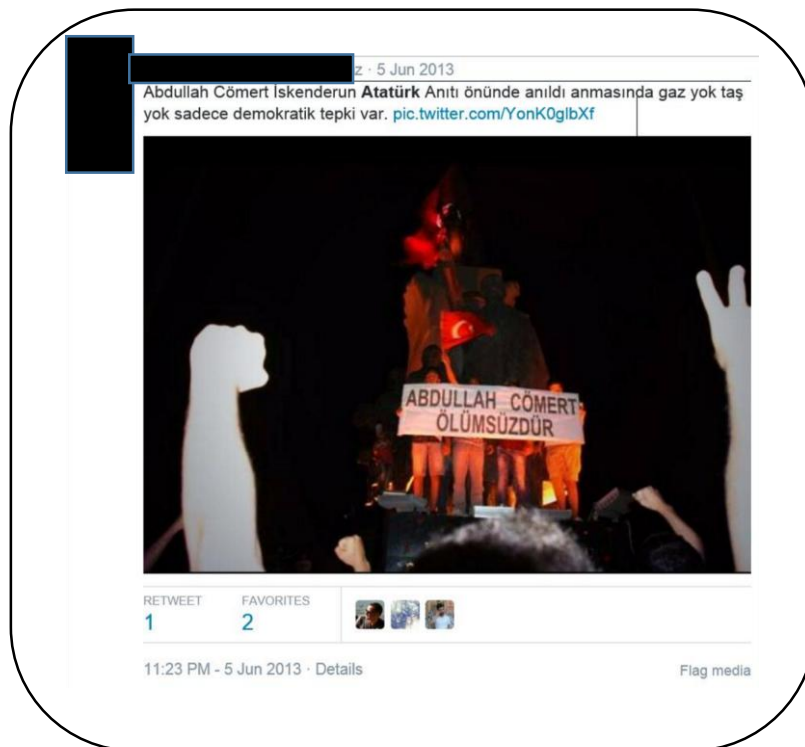 z · 5 Jun 2013
Abdullah Cömert İskenderun Atatürk Anıtı önünde anıldı anmasında gaz yok taş
yok sadece demokratik tepki var. pic.twitter.com/YonK0glbXf
ABDULLAH CÖMERT
ÖLÜMSÜZDÜR
RETWEET FAVORITES
1 2
11:23 PM - 5 Jun 2013 · Details Flag media